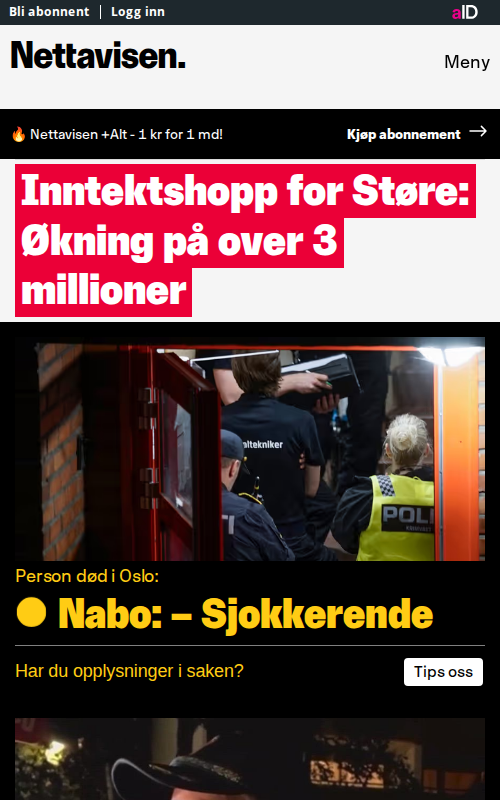 Bli abonnent | Logg inn
aID
Nettavisen.
Meny
🔥 Nettavisen +Alt - 1 kr for 1 md!
Kjøp abonnement →
Inntektshopp for Støre:
Økning på over 3
millioner
POLI
Person død i Oslo:
Nabo: – Sjokkerende
Har du opplysninger i saken?
Tips oss